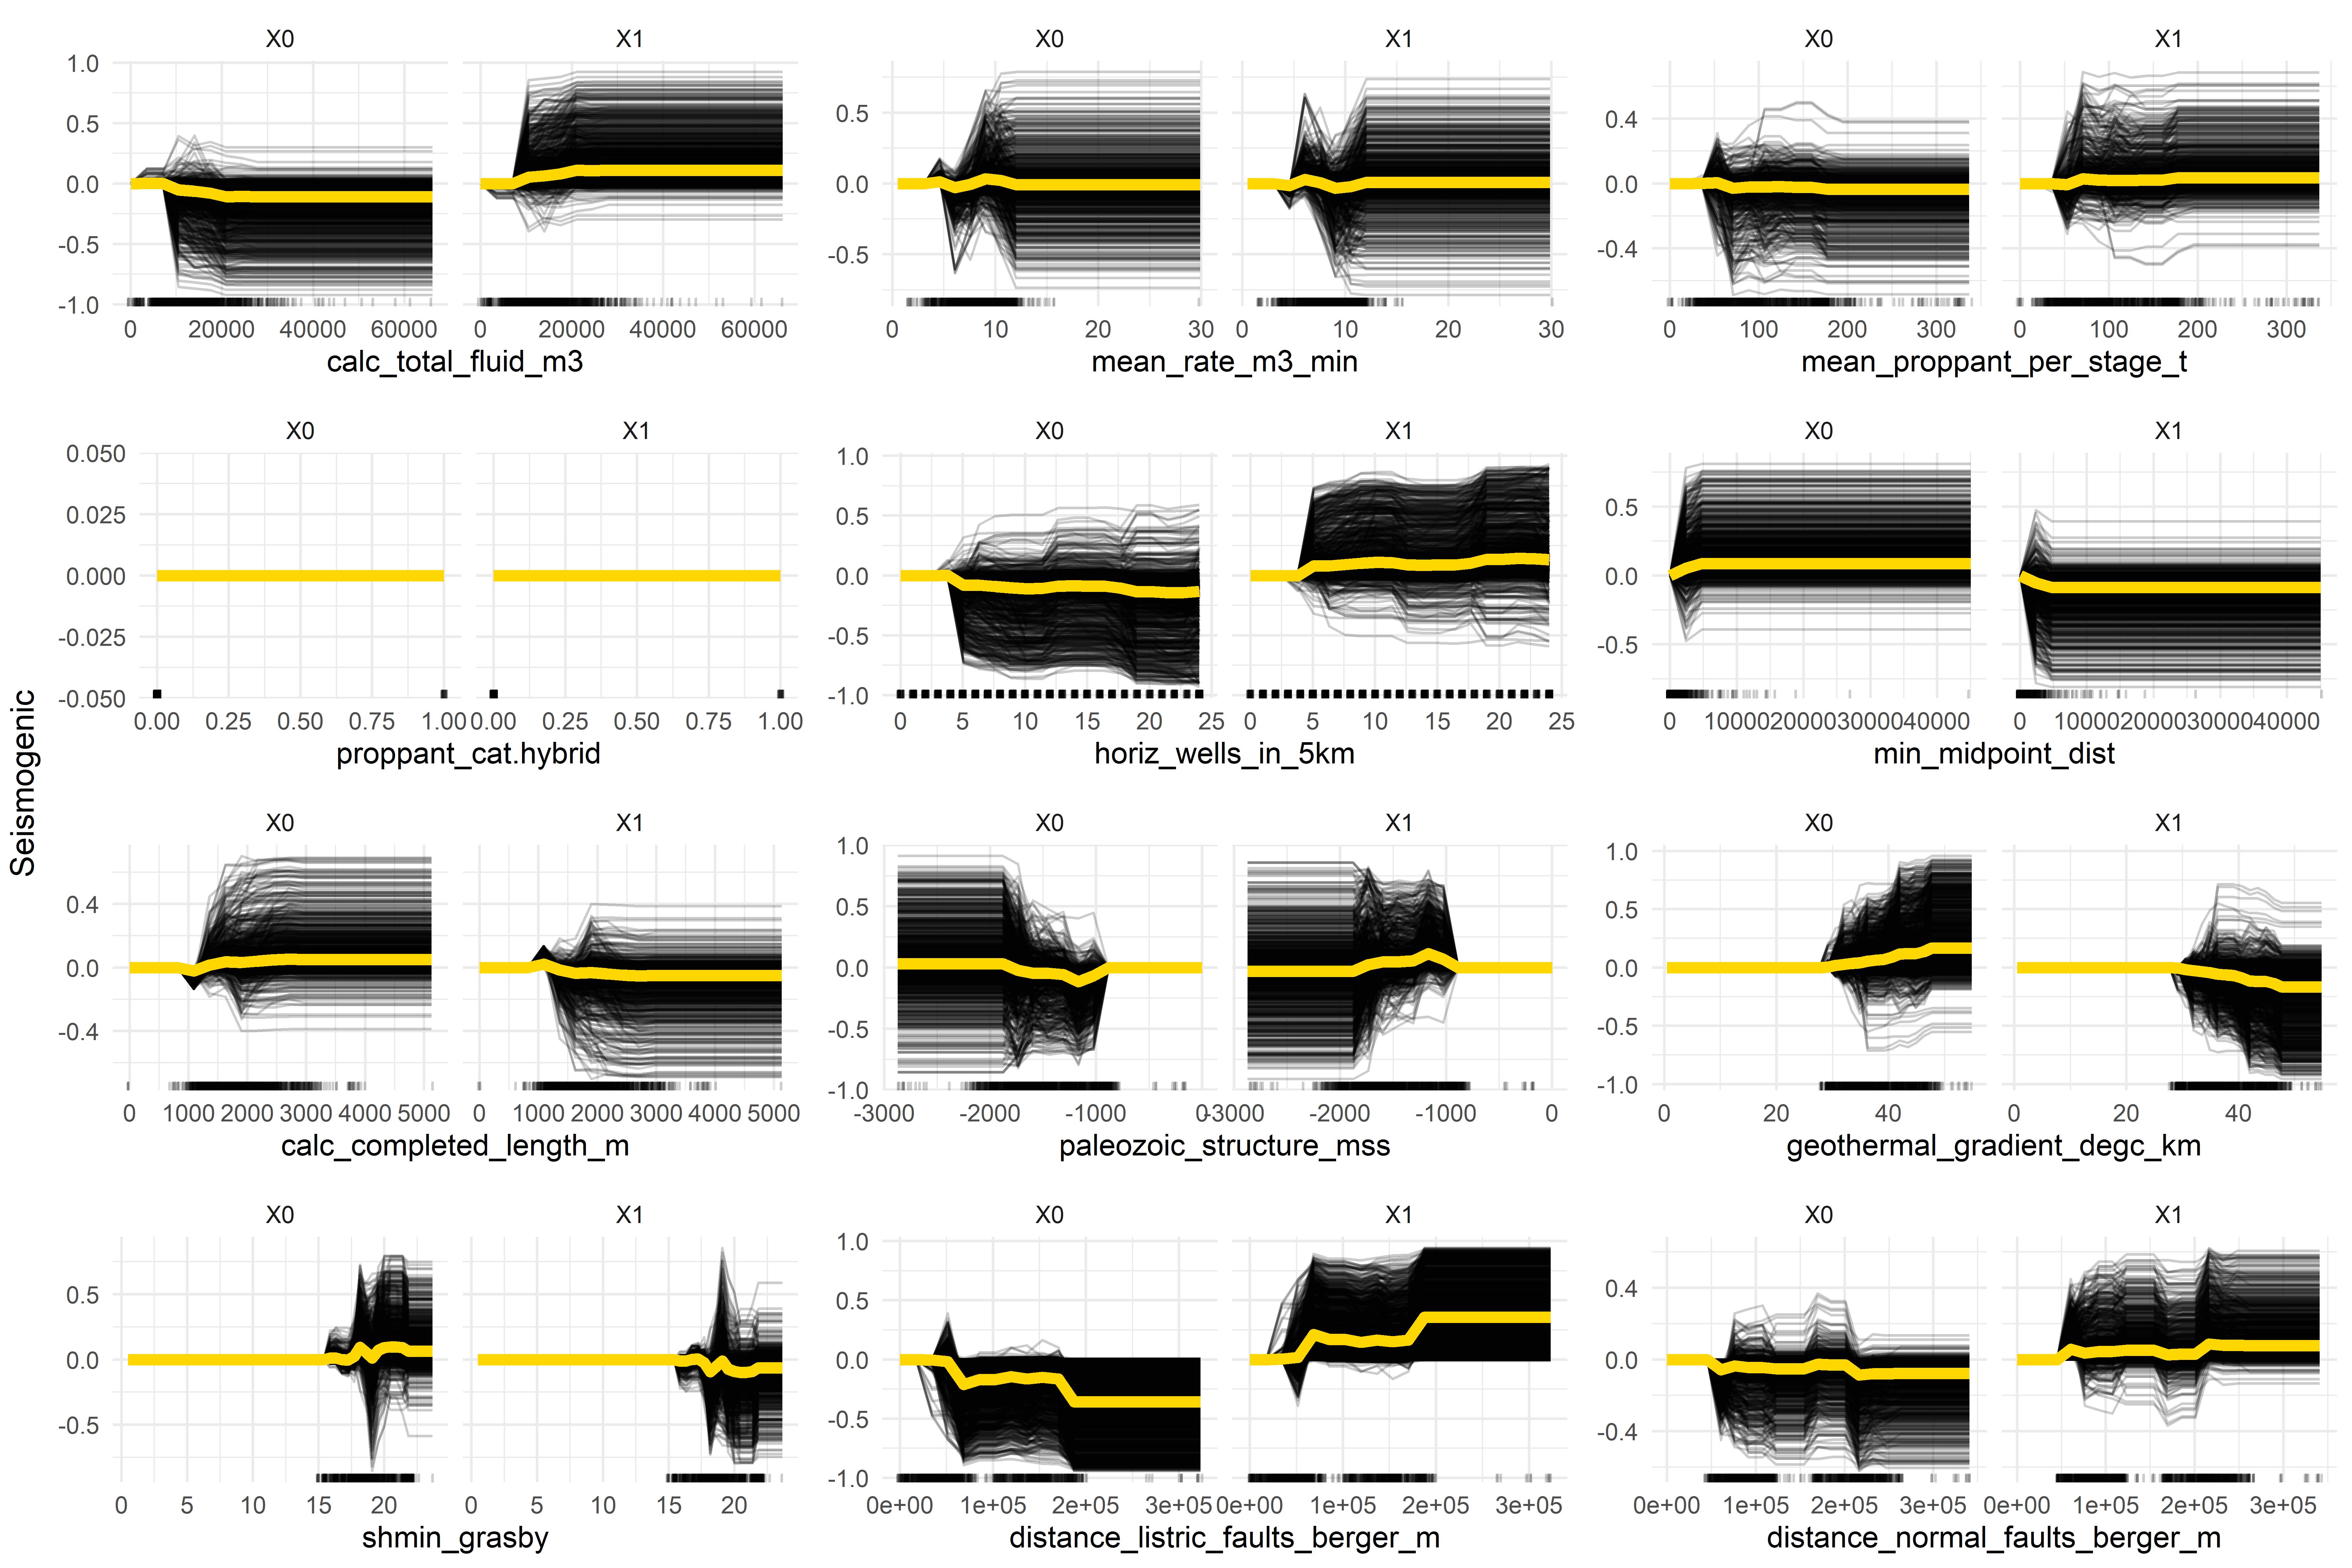 Seismogenic
X0 X1
1.0
0.5
0.0
-0.5
-1.0
0 20000 40000 60000 0 20000 40000 60000
calc_total_fluid_m3
X0 X1
0.5
0.0
-0.5
0 10 20 30 0 10 20 30
mean_rate_m3_min
X0 X1
0.4
0.0
-0.4
0 100 200 300 0 100 200 300
mean_proppant_per_stage_t
X0 X1
0.050
0.025
0.000
-0.025
-0.050
0.00 0.25 0.50 0.75 1.00 0.00 0.25 0.50 0.75 1.00
proppant_cat.hybrid
X0 X1
1.0
0.5
0.0
-0.5
-1.0
0 5 10 15 20 25 0 5 10 15 20 25
horiz_wells_in_5km
X0 X1
0.5
0.0
-0.5
0 10000 20000 30000 40000 0 10000 20000 30000 40000
min_midpoint_dist
X0 X1
0.4
0.0
-0.4
0 1000 2000 3000 4000 5000 0 1000 2000 3000 4000 5000
calc_completed_length_m
X0 X1
1.0
0.5
0.0
-0.5
-1.0
-3000 -2000 -1000 0 -3000 -2000 -1000 0
paleozoic_structure_mss
X0 X1
1.0
0.5
0.0
-0.5
-1.0
0 20 40 0 20 40
geothermal_gradient_degc_km
X0 X1
0.5
0.0
-0.5
0 5 10 15 20 0 5 10 15 20
shmin_grasby
X0 X1
1.0
0.5
0.0
-0.5
-1.0
0e+00 1e+05 2e+05 3e+05 0e+00 1e+05 2e+05 3e+05
distance_listric_faults_berger_m
X0 X1
0.4
0.0
-0.4
0e+00 1e+05 2e+05 3e+05 0e+00 1e+05 2e+05 3e+05
distance_normal_faults_berger_m